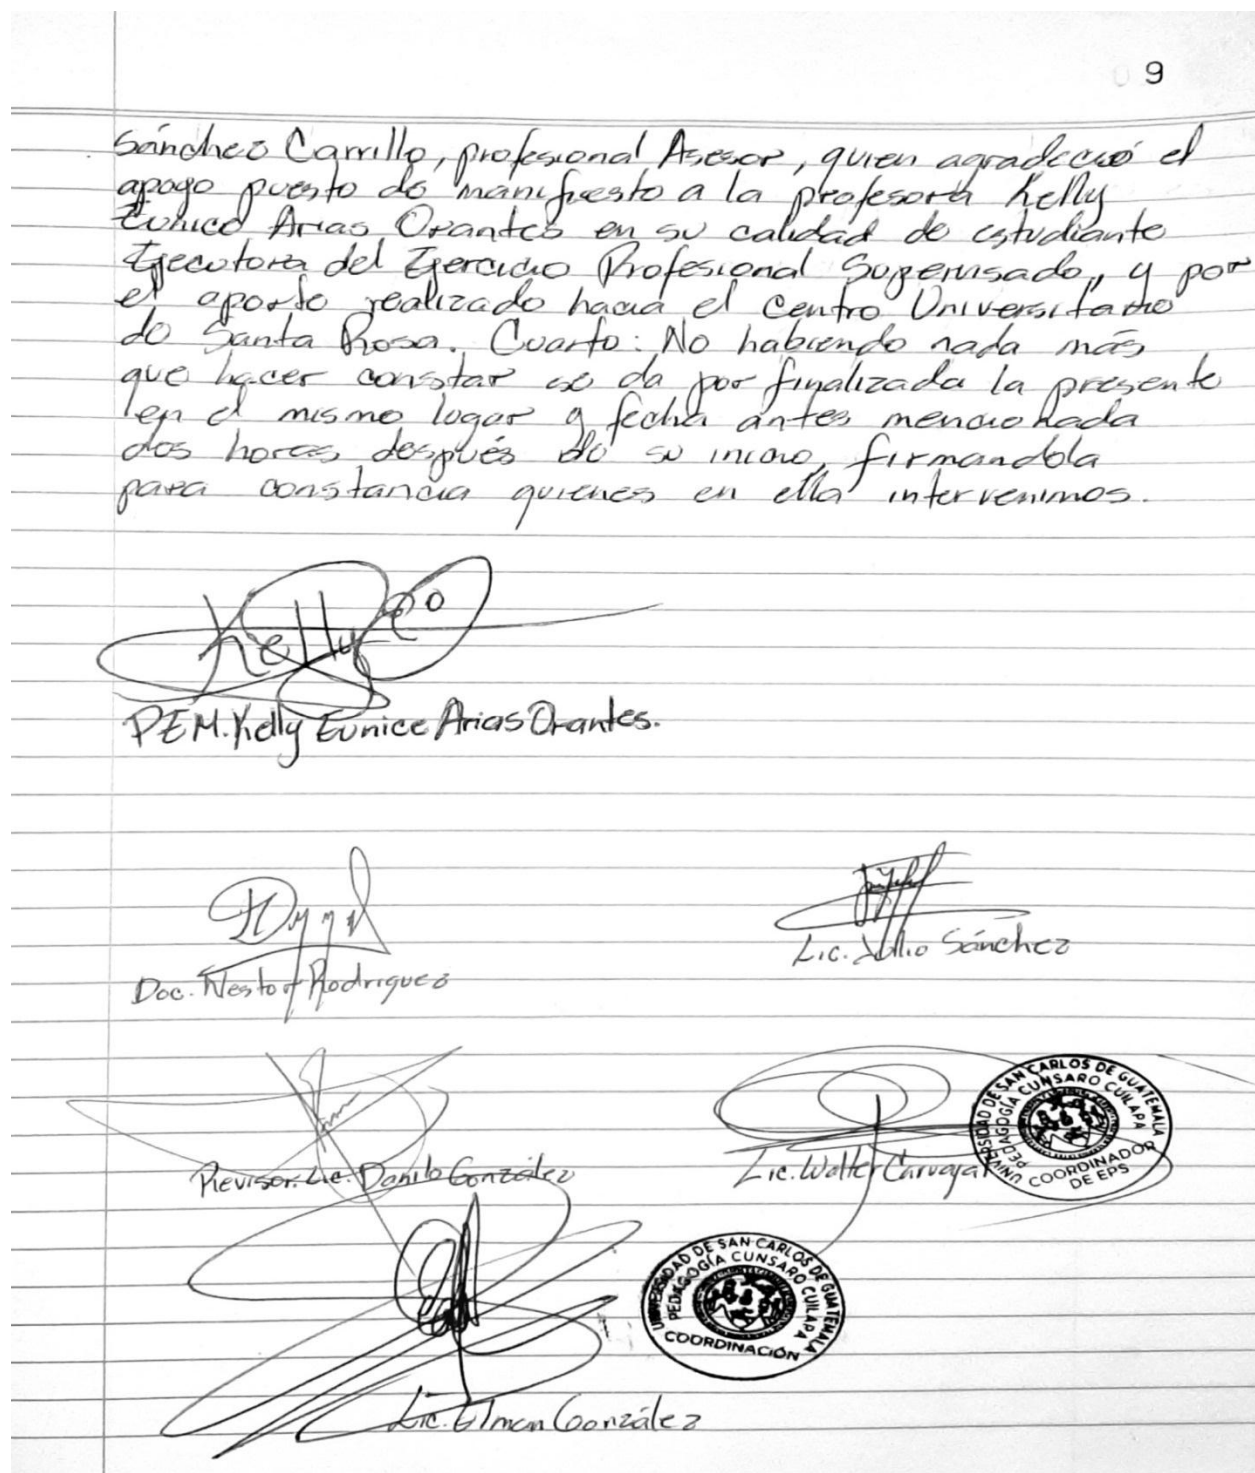 9
Sánchez Carrillo, profesional Asesor, quien agradeció el
apoyo puesto de manifiesto a la profesora Kelly
Eunice Arias Orantes en su calidad de estudiante
Ejecutora del Ejercicio Profesional Supervisado, y por
el aporte realizado hacia el Centro Universitario
de Santa Rosa. Cuarto: No habiendo nada más
que hacer constar se da por finalizada la presente
en el mismo lugar y fecha antes mencionada
dos horas después de su inicio, firmandola
para constancia quienes en ella intervenimos.
Kelly
PEM. Kelly Eunice Arias Orantes.
Doc. Nestor Rodriguez
Lic. Julio Sánchez
Revisor. Lic. Danilo González
Lic. Walter Carvajal
UNIVERSIDAD DE SAN CARLOS DE GUATEMALA
PEDAGOGÍA CUNSARO CUILAPA
COORDINADOR
DE EPS
UNIVERSIDAD DE SAN CARLOS DE GUATEMALA
PEDAGOGÍA CUNSARO CUILAPA
COORDINACIÓN
Lic. González